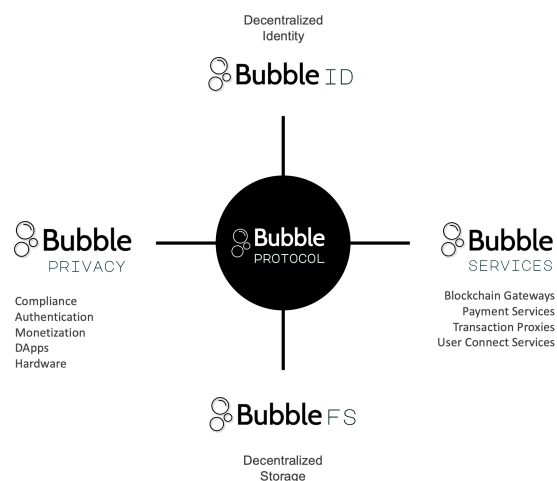 Decentralized
Identity
Bubble ID
Bubble
PRIVACY
Compliance
Authentication
Monetization
DApps
Hardware
Bubble
PROTOCOL
Bubble
SERVICES
Blockchain Gateways
Payment Services
Transaction Proxies
User Connect Services
Bubble FS
Decentralized
Storage